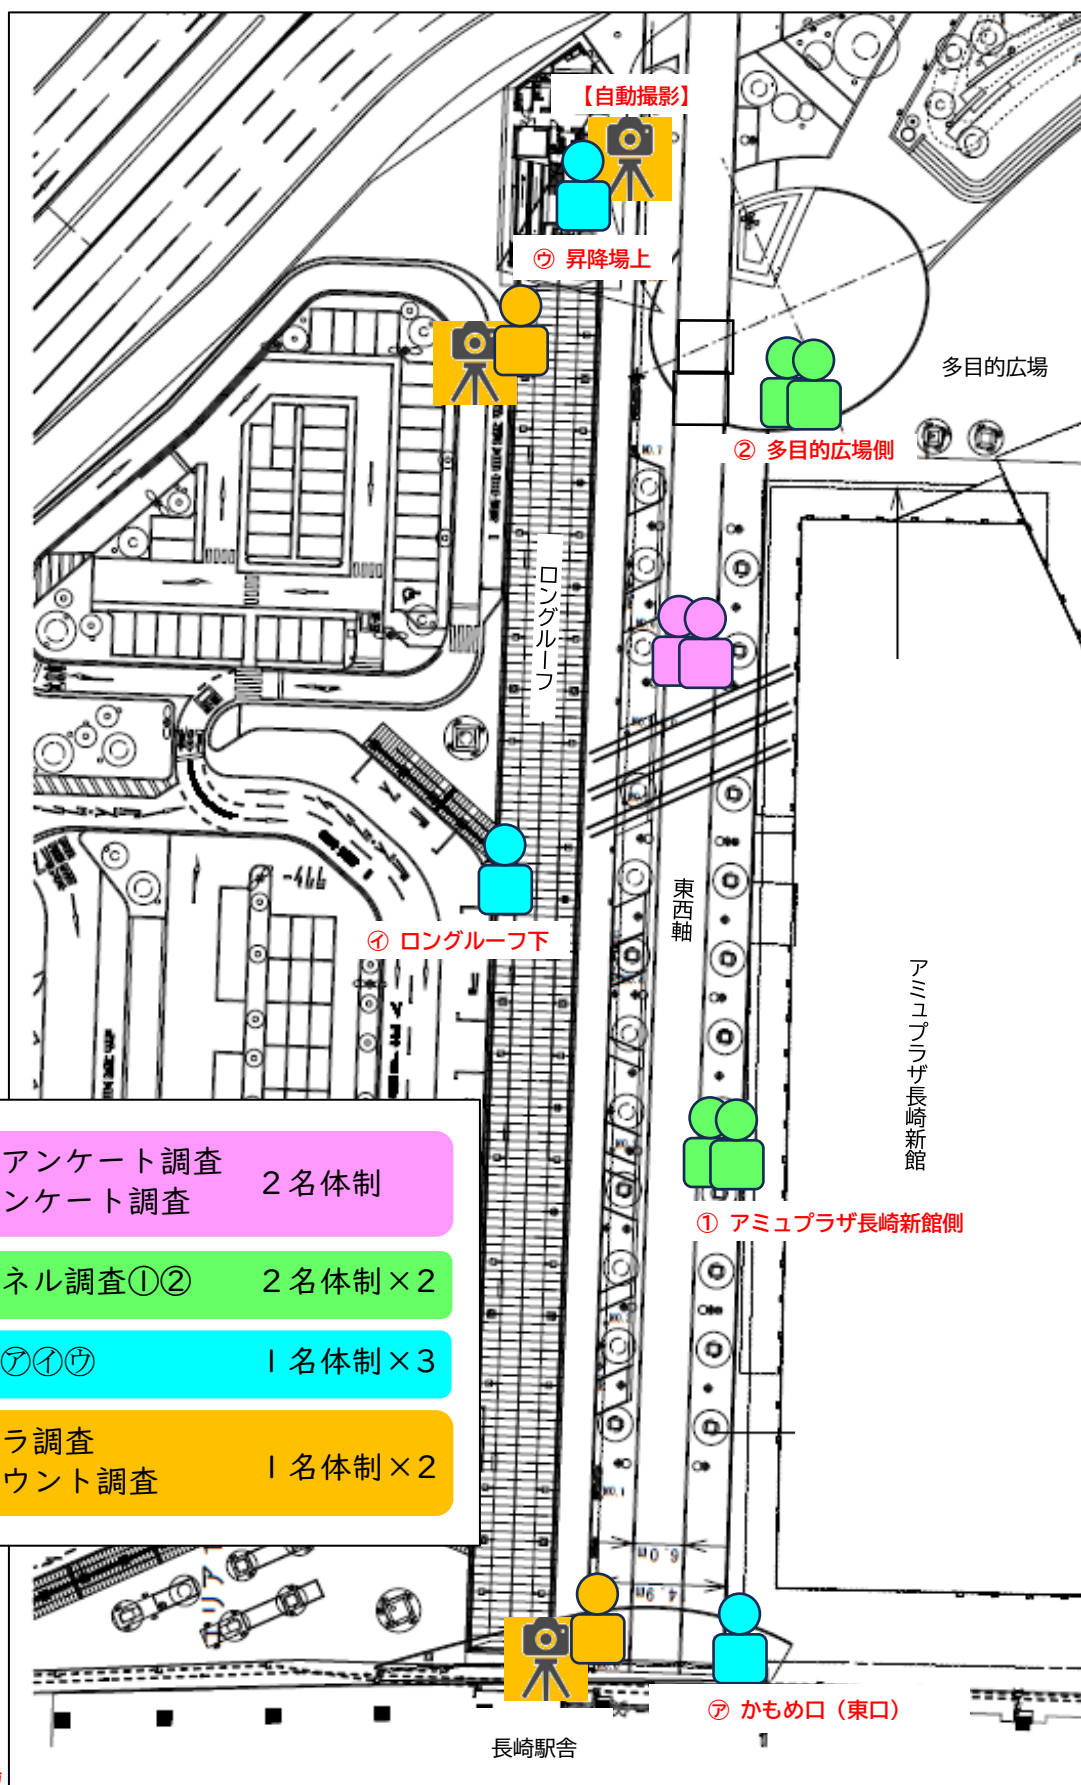 【自動撮影】
㋒ 昇降場上
多目的広場
② 多目的広場側
ロングルーフ
東西軸
㋑ ロングルーフ下
アミュプラザ長崎新館
アンケート調査
ンケート調査
２名体制
① アミュプラザ長崎新館側
ネル調査①②
２名体制×２
㋐㋑㋒
１名体制×３
ラ調査
ウント調査
１名体制×２
NO.1
6.0m
4.9m
㋐ かもめ口（東口）
長崎駅舎